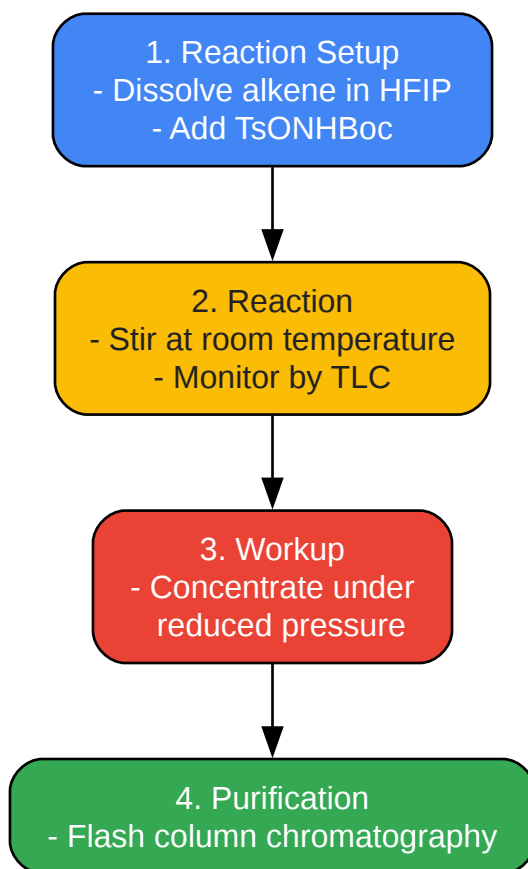 1. Reaction Setup
- Dissolve alkene in HFIP
- Add TsONHBoc
2. Reaction
- Stir at room temperature
- Monitor by TLC
3. Workup
- Concentrate under
reduced pressure
4. Purification
- Flash column chromatography